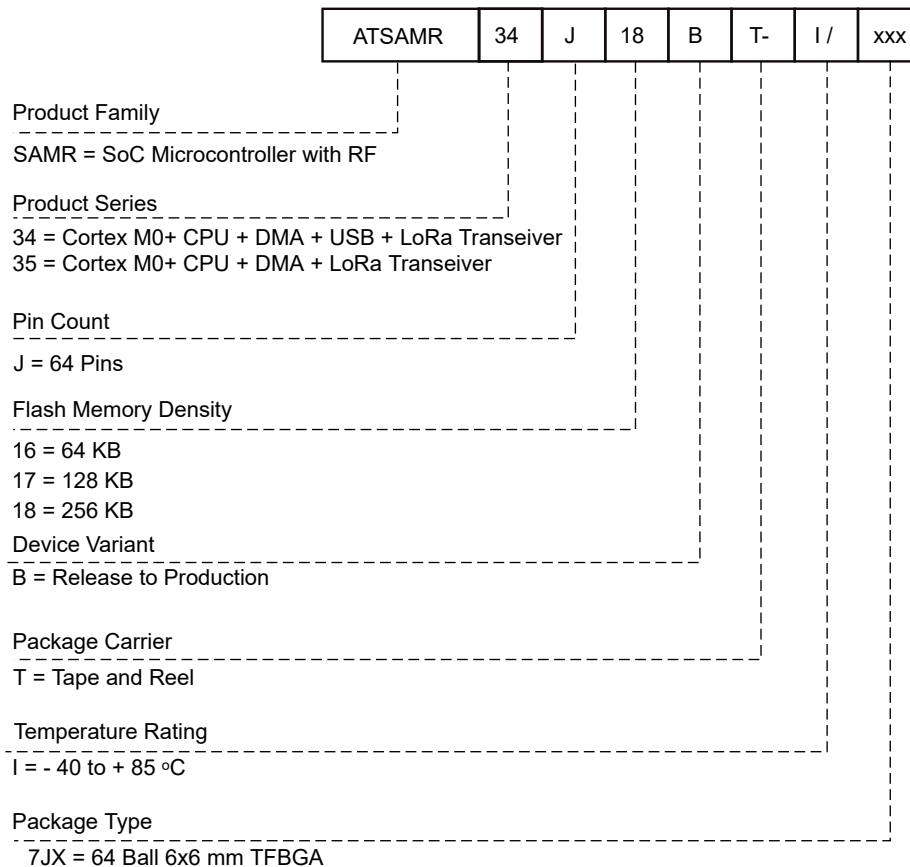 ATSAMR 34 J 18 B T- I / xxx
Product Family
SAMR = SoC Microcontroller with RF
Product Series
34 = Cortex M0+ CPU + DMA + USB + LoRa Transeiver
35 = Cortex M0+ CPU + DMA + LoRa Transeiver
Pin Count
J = 64 Pins
Flash Memory Density
16 = 64 KB
17 = 128 KB
18 = 256 KB
Device Variant
B = Release to Production
Package Carrier
T = Tape and Reel
Temperature Rating
I = - 40 to + 85 ºC
Package Type
7JX = 64 Ball 6x6 mm TFBGA